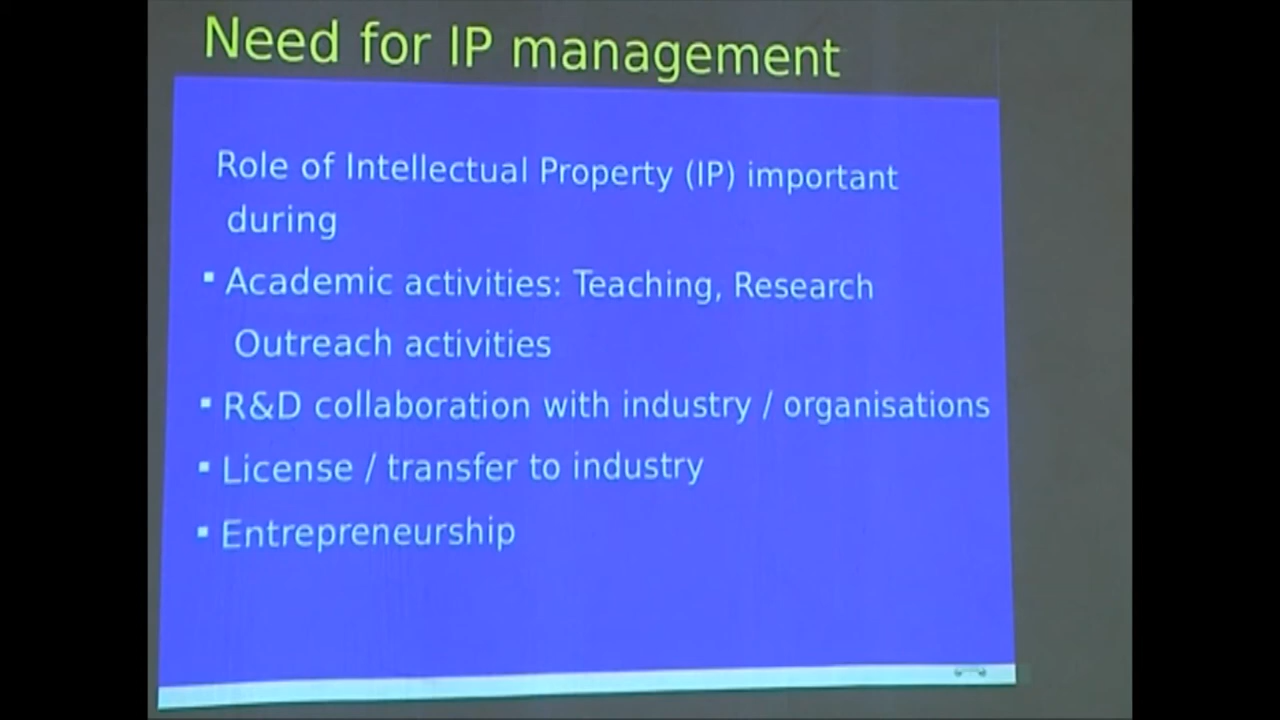 Need for IP management
Role of Intellectual Property (IP) important
during
▪ Academic activities: Teaching, Research
Outreach activities
▪ R&D collaboration with industry / organisations
▪ License / transfer to industry
▪ Entrepreneurship